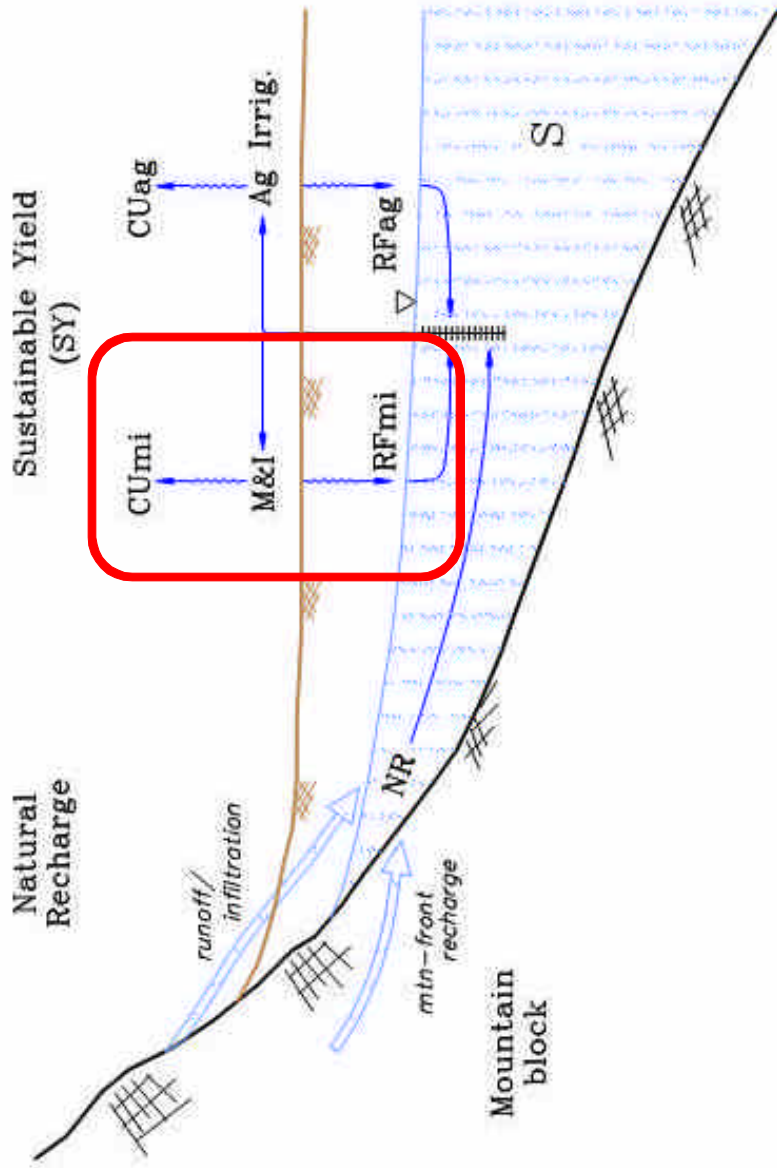 Natural
Recharge
Sustainable Yield
(SY)
CUmi
CUag
M&I
Ag Irrig.
runoff/
infiltration
RFmi
RFag
NR
S
mtn-front
recharge
Mountain
block